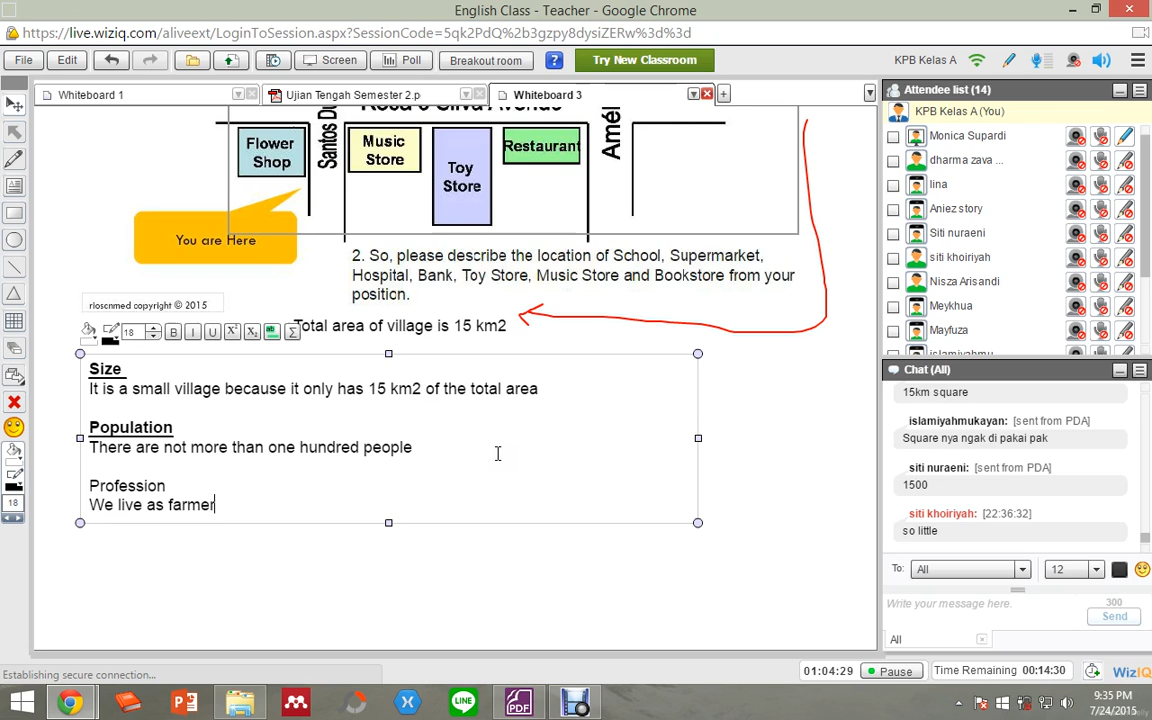 English Class - Teacher - Google Chrome
https://live.wiziq.com/aliveext/LoginToSession.aspx?SessionCode=5qk2PdQ%2b3gzpy8dysiZERw%3d%3d
File Edit Screen Poll Breakout room ? Try New Classroom KPB Kelas A
Whiteboard 1 Ujian Tengah Semester 2.p Whiteboard 3
Attendee list (14)
KPB Kelas A (You)
Monica Supardi
dharma zava ...
lina
Aniez story
Siti nuraeni
siti khoiriyah
Nisza Arisandi
Meykhua
Mayfuza
Flower
Shop
Music
Store
Toy
Store
Restaurant
You are Here
2. So, please describe the location of School, Supermarket,
Hospital, Bank, Toy Store, Music Store and Bookstore from your
position.
rioscnmed copyright © 2015
Total area of village is 15 km2
18 B I U X² X₂ ab Σ
Size
It is a small village because it only has 15 km2 of the total area
Population
There are not more than one hundred people
Profession
We live as farmer
18
Chat (All)
15km square
islamiyahmukayan: [sent from PDA]
Square nya ngak di pakai pak
siti nuraeni: [sent from PDA]
1500
siti khoiriyah: [22:36:32]
so little
To: All 12
Write your message here. 300
Send
All
Establishing secure connection...
01:04:29 Pause Time Remaining 00:14:30 WizIQ
LINE PDF
9:35 PM
7/24/2015